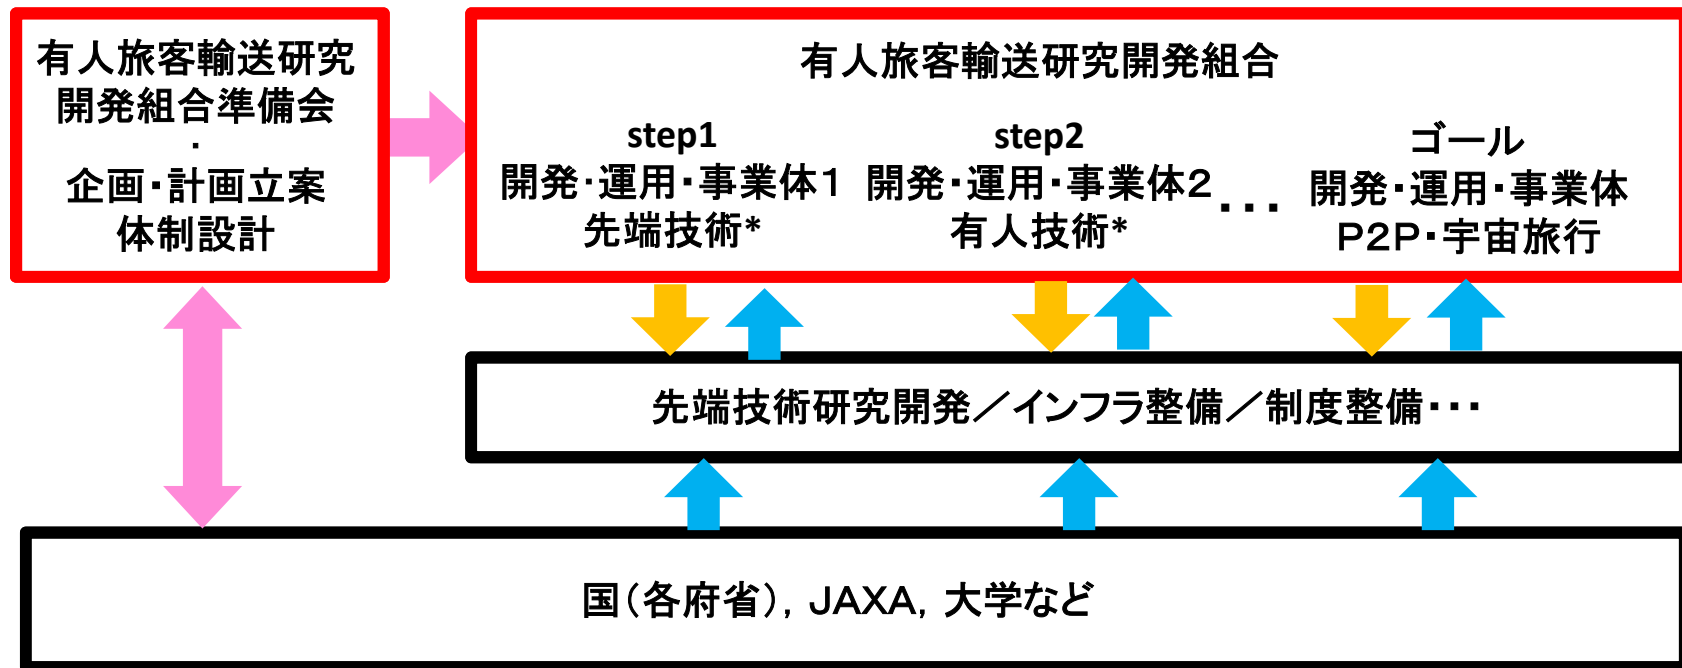 有人旅客輸送研究
開発組合準備会
・
企画・計画立案
体制設計
有人旅客輸送研究開発組合
step1
開発・運用・事業体１
先端技術*
step2
開発・運用・事業体２
有人技術*
・・・
ゴール
開発・運用・事業体
Ｐ２Ｐ・宇宙旅行
先端技術研究開発／インフラ整備／制度整備・・・
国（各府省）, JAXA, 大学など